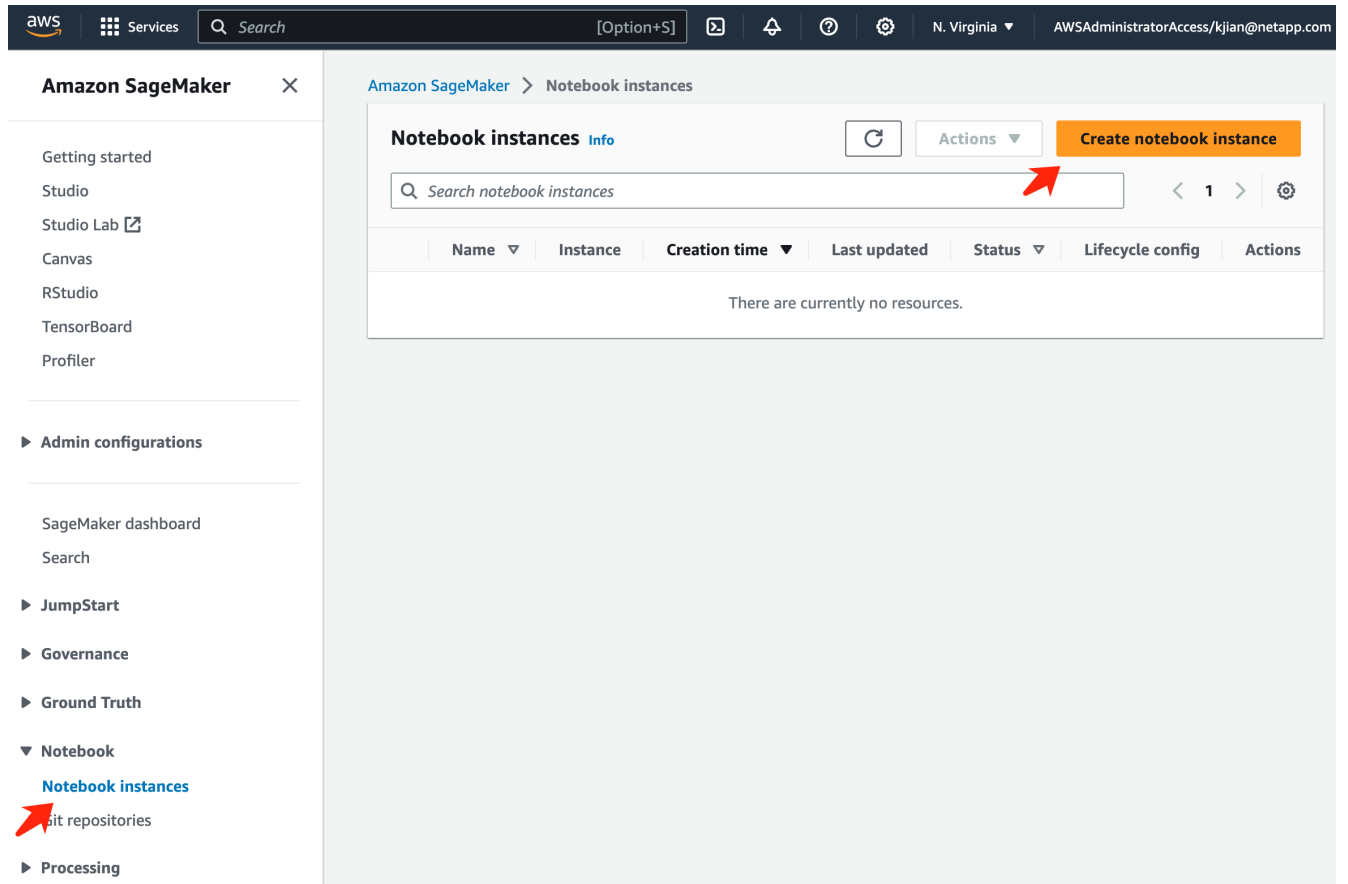 aws Services Search [Option+S] N. Virginia AWSAdministratorAccess/kjian@netapp.com
Amazon SageMaker
Getting started
Studio
Studio Lab
Canvas
RStudio
TensorBoard
Profiler
Admin configurations
SageMaker dashboard
Search
JumpStart
Governance
Ground Truth
Notebook
Notebook instances
Git repositories
Processing
Amazon SageMaker > Notebook instances
Notebook instances Info Actions Create notebook instance
Search notebook instances 1
Name Instance Creation time Last updated Status Lifecycle config Actions
There are currently no resources.